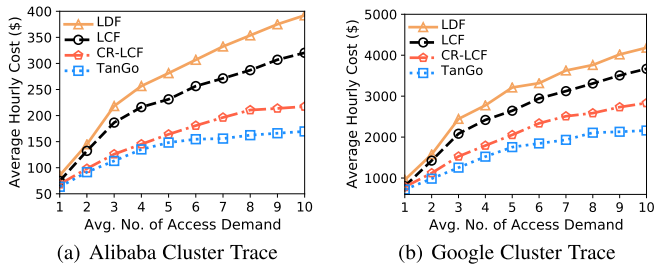 400
350
300
250
200
150
100
50
Average Hourly Cost ($)
LDF
LCF
CR-LCF
TanGo
1 2 3 4 5 6 7 8 9 10
Avg. No. of Access Demand
(a) Alibaba Cluster Trace
5000
4000
3000
2000
1000
Average Hourly Cost ($)
LDF
LCF
CR-LCF
TanGo
1 2 3 4 5 6 7 8 9 10
Avg. No. of Access Demand
(b) Google Cluster Trace